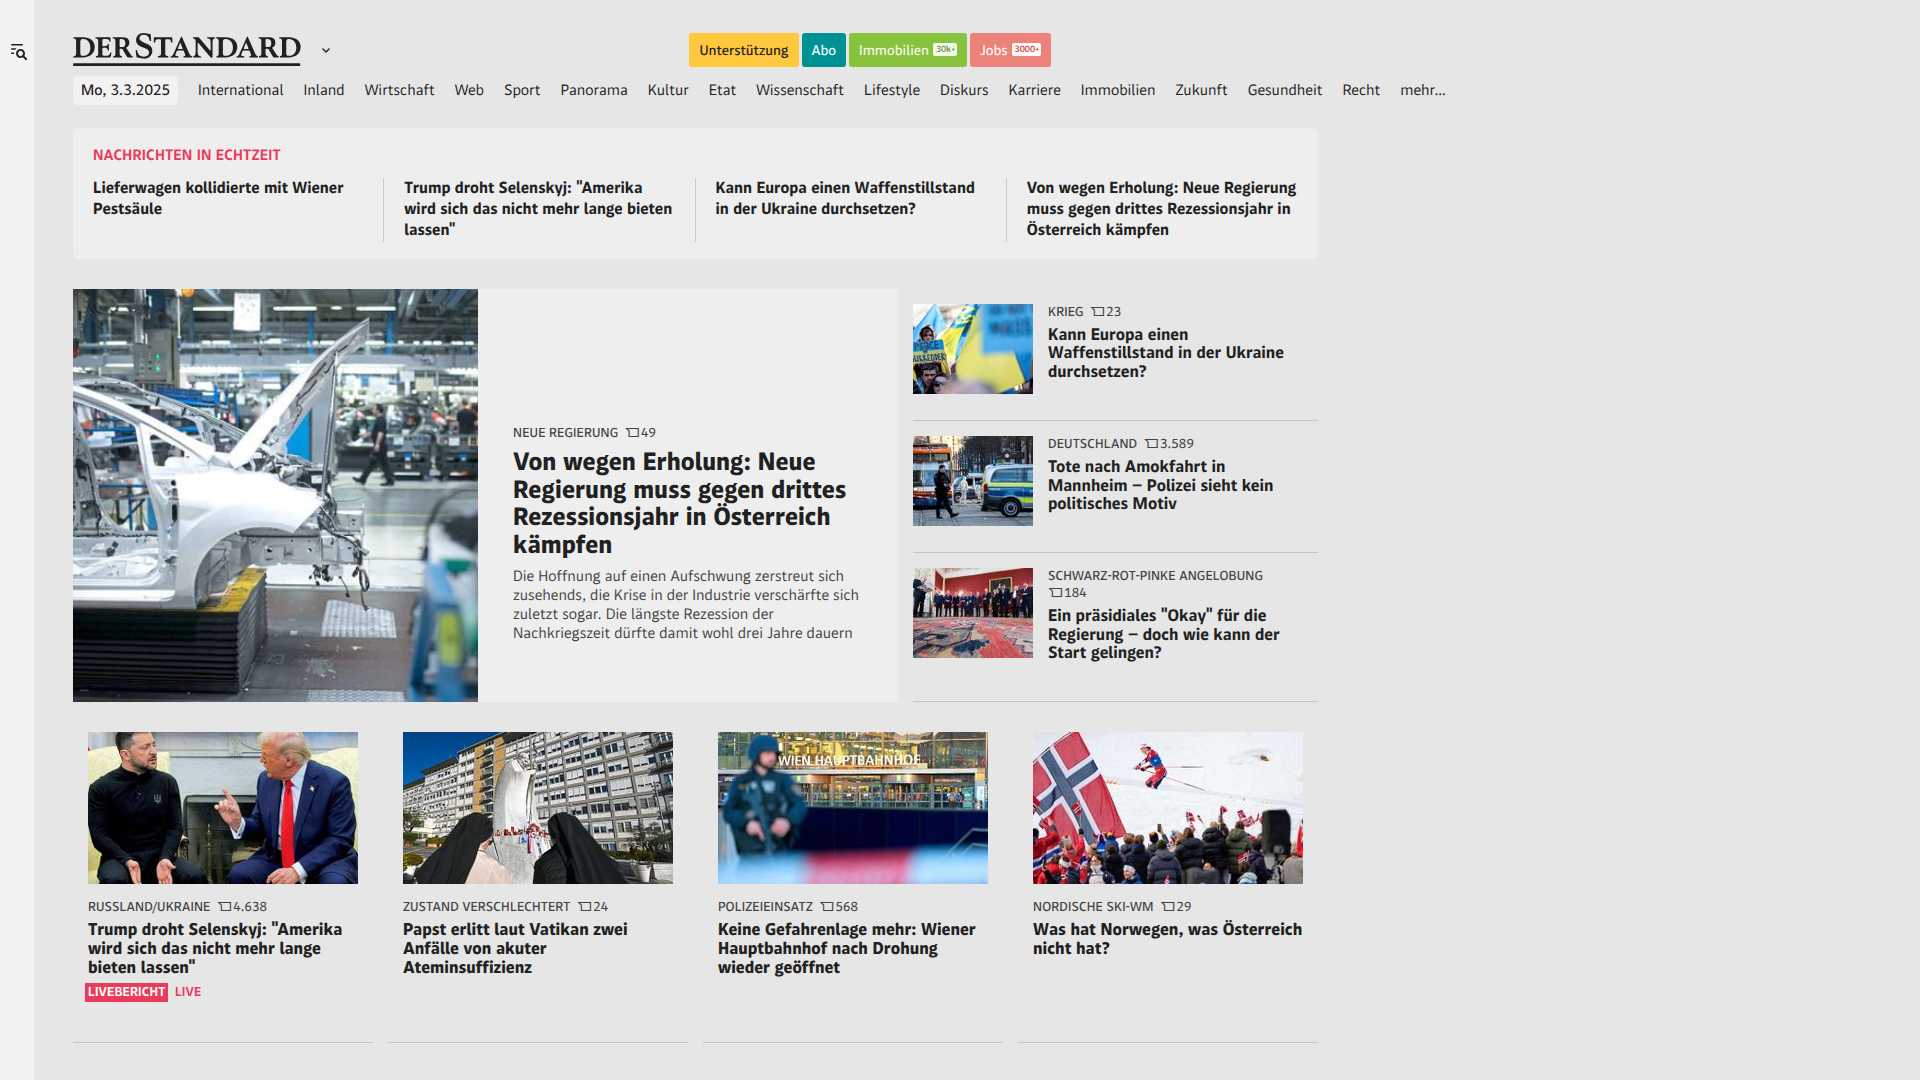 DERSTANDARD
Unterstützung
Abo
Immobilien 30k+
Jobs 3000+
Mo, 3.3.2025
International
Inland
Wirtschaft
Web
Sport
Panorama
Kultur
Etat
Wissenschaft
Lifestyle
Diskurs
Karriere
Immobilien
Zukunft
Gesundheit
Recht
mehr...
NACHRICHTEN IN ECHTZEIT
Lieferwagen kollidierte mit Wiener
Pestsäule
Trump droht Selenskyj: "Amerika
wird sich das nicht mehr lange bieten
lassen"
Kann Europa einen Waffenstillstand
in der Ukraine durchsetzen?
Von wegen Erholung: Neue Regierung
muss gegen drittes Rezessionsjahr in
Österreich kämpfen
NEUE REGIERUNG 49
Von wegen Erholung: Neue
Regierung muss gegen drittes
Rezessionsjahr in Österreich
kämpfen
Die Hoffnung auf einen Aufschwung zerstreut sich
zusehends, die Krise in der Industrie verschärfte sich
zuletzt sogar. Die längste Rezession der
Nachkriegszeit dürfte damit wohl drei Jahre dauern
PEACE
KRIEG 23
Kann Europa einen
Waffenstillstand in der Ukraine
durchsetzen?
DEUTSCHLAND 3.589
Tote nach Amokfahrt in
Mannheim – Polizei sieht kein
politisches Motiv
SCHWARZ-ROT-PINKE ANGELOBUNG
184
Ein präsidiales "Okay" für die
Regierung – doch wie kann der
Start gelingen?
RUSSLAND/UKRAINE 4.638
Trump droht Selenskyj: "Amerika
wird sich das nicht mehr lange
bieten lassen"
LIVEBERICHT LIVE
ZUSTAND VERSCHLECHTERT 24
Papst erlitt laut Vatikan zwei
Anfälle von akuter
Ateminsuffizienz
WIEN HAUPTBAHNHOF
POLIZEIEINSATZ 568
Keine Gefahrenlage mehr: Wiener
Hauptbahnhof nach Drohung
wieder geöffnet
NORDISCHE SKI-WM 29
Was hat Norwegen, was Österreich
nicht hat?